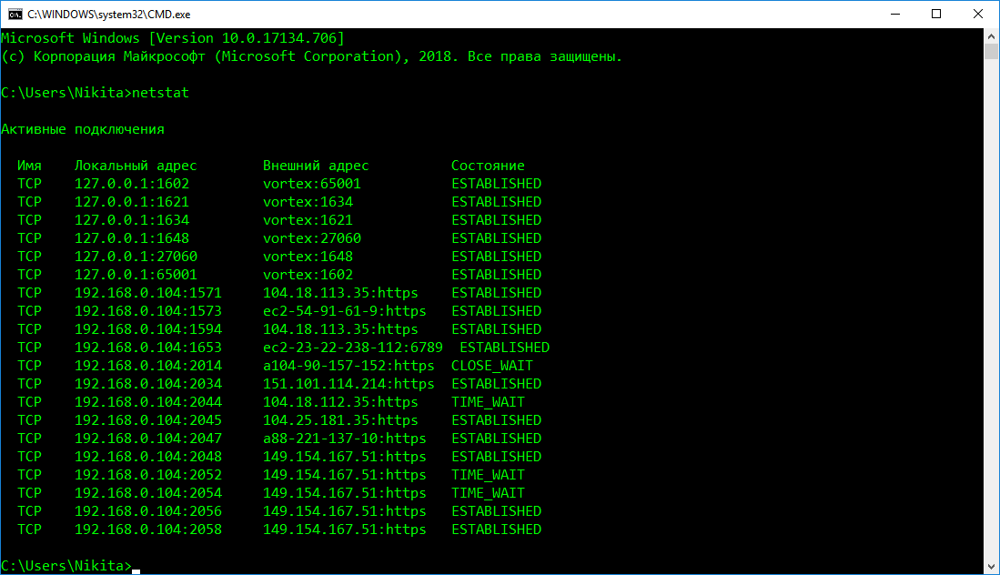 C:\WINDOWS\system32\CMD.exe
Microsoft Windows [Version 10.0.17134.706]
(c) Корпорация Майкрософт (Microsoft Corporation), 2018. Все права защищены.
C:\Users\Nikita>netstat
Активные подключения
Имя Локальный адрес Внешний адрес Состояние
TCP 127.0.0.1:1602 vortex:65001 ESTABLISHED
TCP 127.0.0.1:1621 vortex:1634 ESTABLISHED
TCP 127.0.0.1:1634 vortex:1621 ESTABLISHED
TCP 127.0.0.1:1648 vortex:27060 ESTABLISHED
TCP 127.0.0.1:27060 vortex:1648 ESTABLISHED
TCP 127.0.0.1:65001 vortex:1602 ESTABLISHED
TCP 192.168.0.104:1571 104.18.113.35:https ESTABLISHED
TCP 192.168.0.104:1573 ec2-54-91-61-9:https ESTABLISHED
TCP 192.168.0.104:1594 104.18.113.35:https ESTABLISHED
TCP 192.168.0.104:1653 ec2-23-22-238-112:6789 ESTABLISHED
TCP 192.168.0.104:2014 a104-90-157-152:https CLOSE_WAIT
TCP 192.168.0.104:2034 151.101.114.214:https ESTABLISHED
TCP 192.168.0.104:2044 104.18.112.35:https TIME_WAIT
TCP 192.168.0.104:2045 104.25.181.35:https ESTABLISHED
TCP 192.168.0.104:2047 a88-221-137-10:https ESTABLISHED
TCP 192.168.0.104:2048 149.154.167.51:https ESTABLISHED
TCP 192.168.0.104:2052 149.154.167.51:https TIME_WAIT
TCP 192.168.0.104:2054 149.154.167.51:https TIME_WAIT
TCP 192.168.0.104:2056 149.154.167.51:https ESTABLISHED
TCP 192.168.0.104:2058 149.154.167.51:https ESTABLISHED
C:\Users\Nikita>